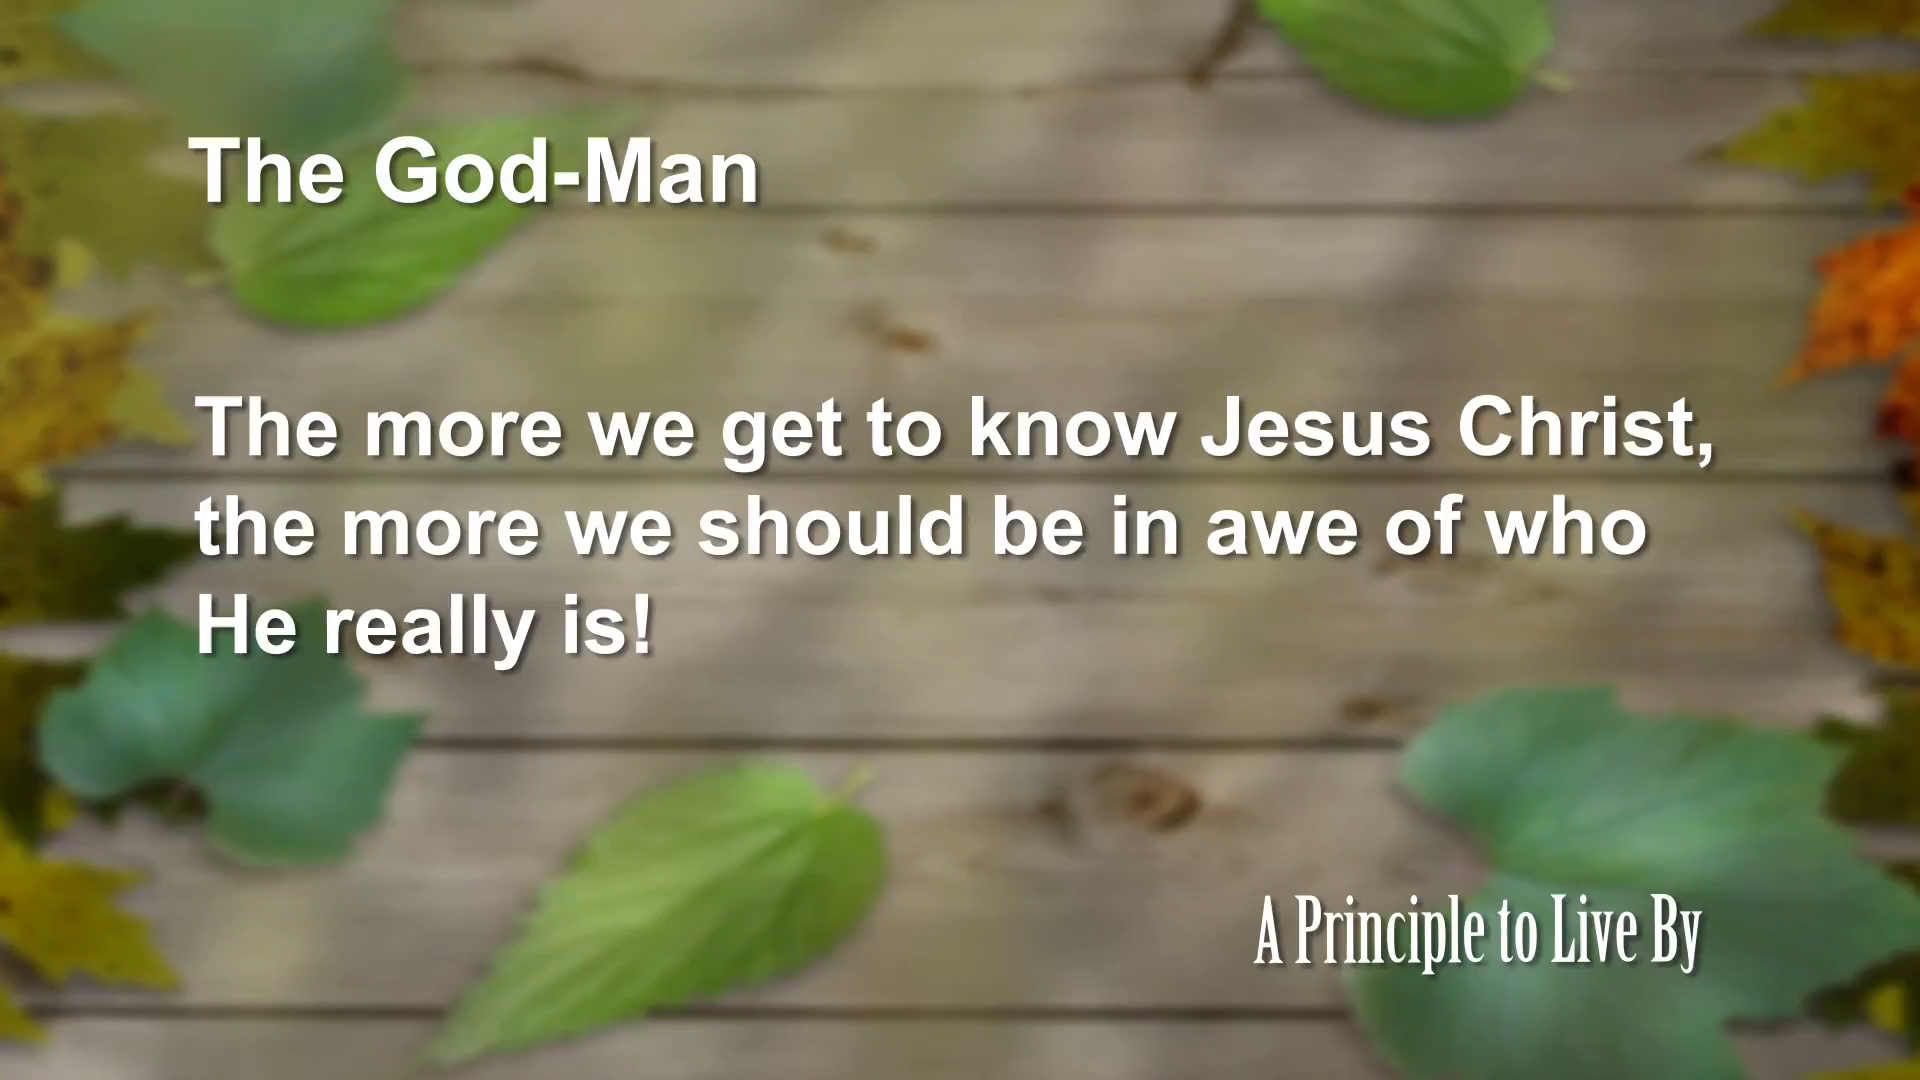 The God-Man
The more we get to know Jesus Christ,
the more we should be in awe of who
He really is!
A Principle to Live By